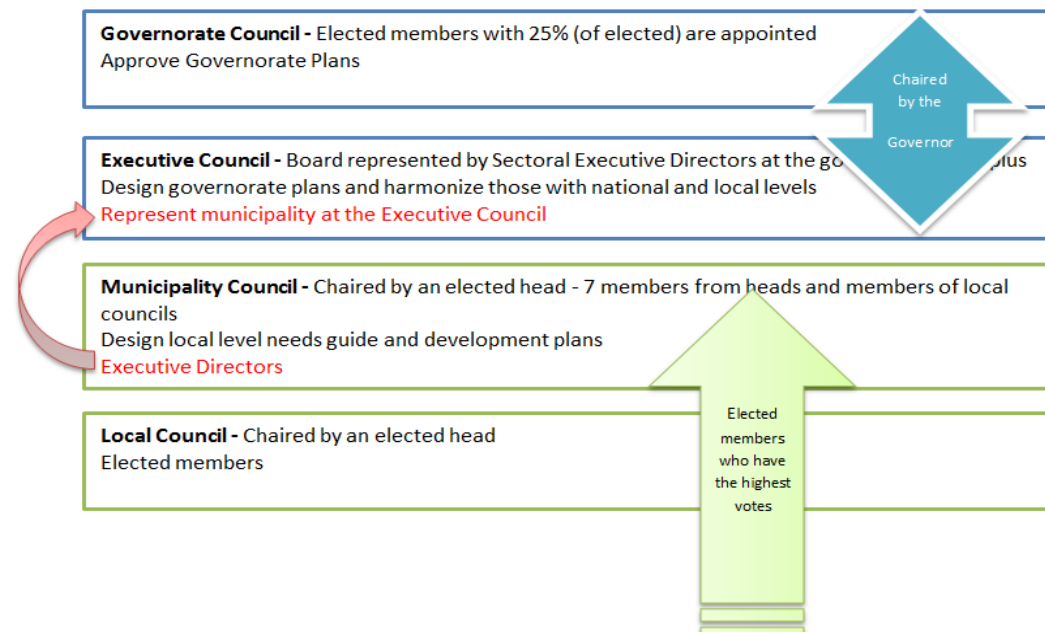 Governorate Council - Elected members with 25% (of elected) are appointed
Approve Governorate Plans
Chaired
by the
Governor
Executive Council - Board represented by Sectoral Executive Directors at the go plus
Design governorate plans and harmonize those with national and local levels
Represent municipality at the Executive Council
Municipality Council - Chaired by an elected head - 7 members from heads and members of local
councils
Design local level needs guide and development plans
Executive Directors
Local Council - Chaired by an elected head
Elected members
Elected
members
who have
the highest
votes